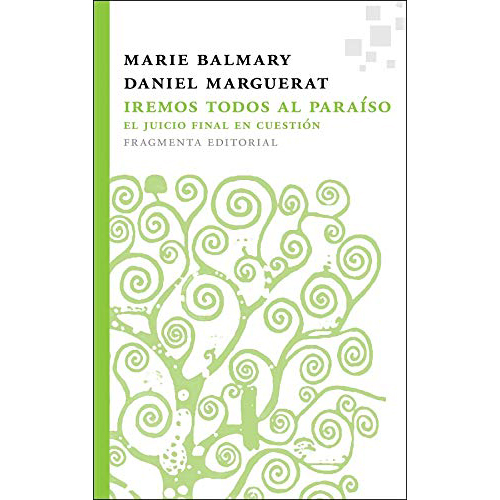 MARIE BALMARY
DANIEL MARGUERAT
IREMOS TODOS AL PARAÍSO
EL JUICIO FINAL EN CUESTIÓN
FRAGMENTA EDITORIAL